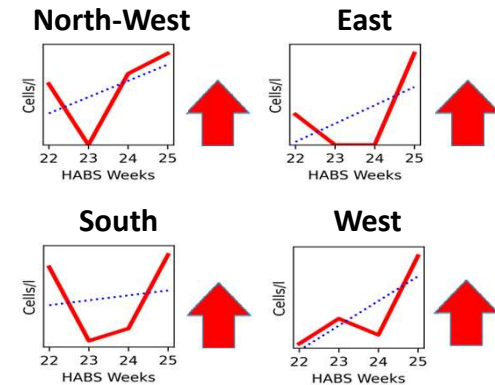 North-West
Cells/l
22 23 24 25
HABS Weeks
East
Cells/l
22 23 24 25
HABS Weeks
South
Cells/l
22 23 24 25
HABS Weeks
West
Cells/l
22 23 24 25
HABS Weeks